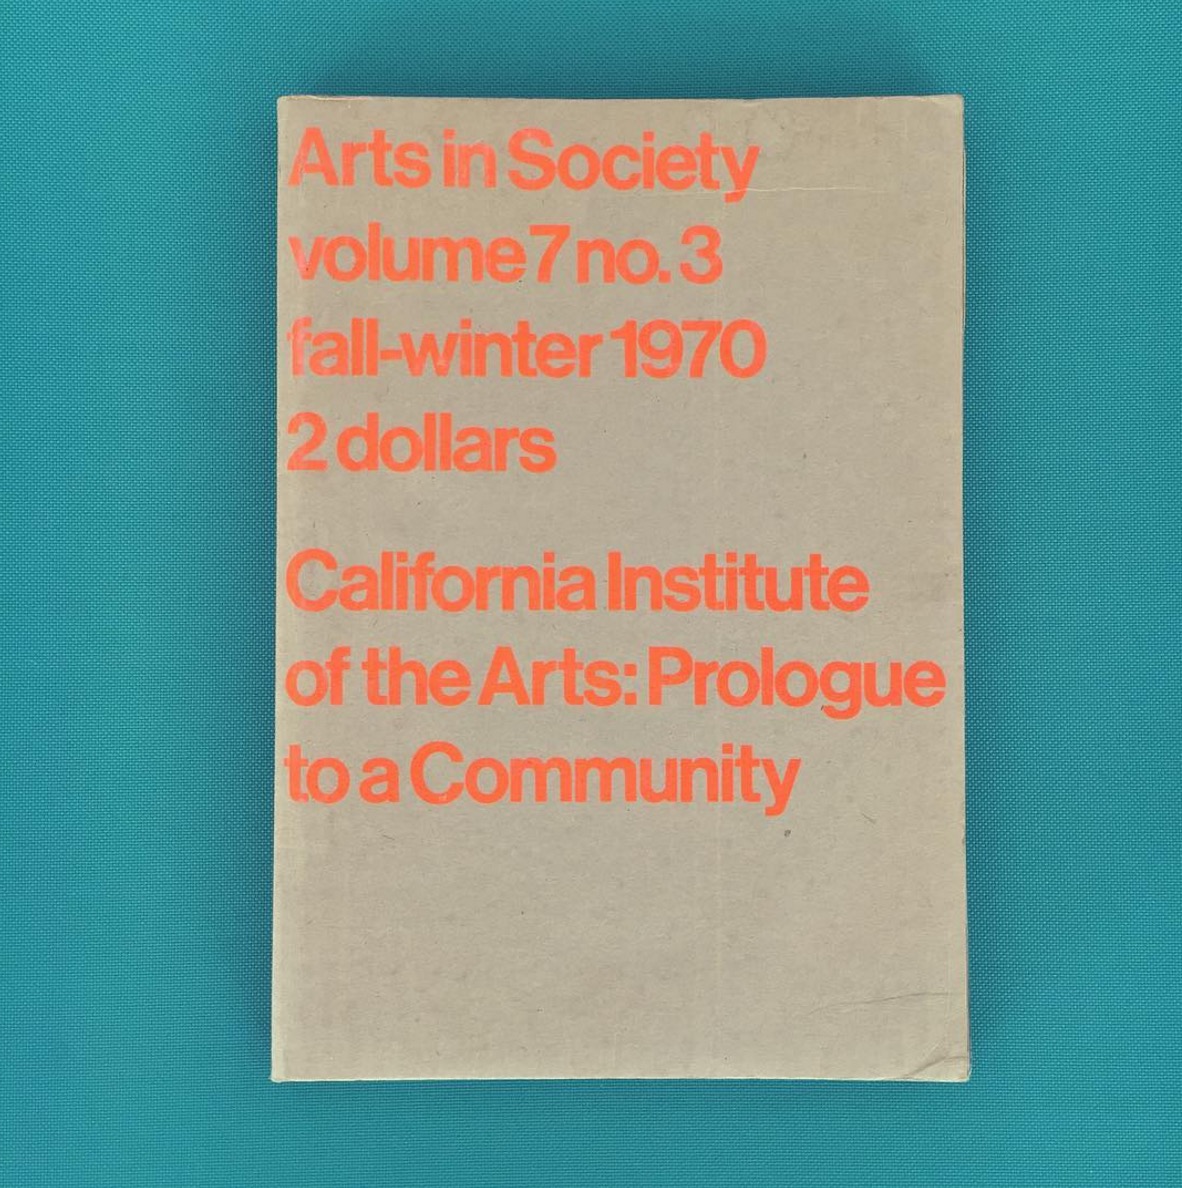 Arts in Society
volume 7 no. 3
fall-winter 1970
2 dollars
California Institute
of the Arts: Prologue
to a Community